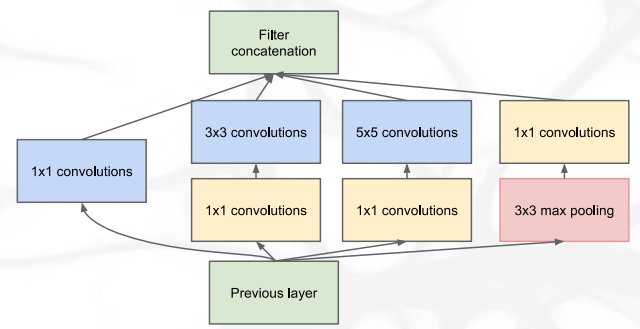 Filter
concatenation
3x3 convolutions
5x5 convolutions
1x1 convolutions
1x1 convolutions
1x1 convolutions
1x1 convolutions
3x3 max pooling
Previous layer